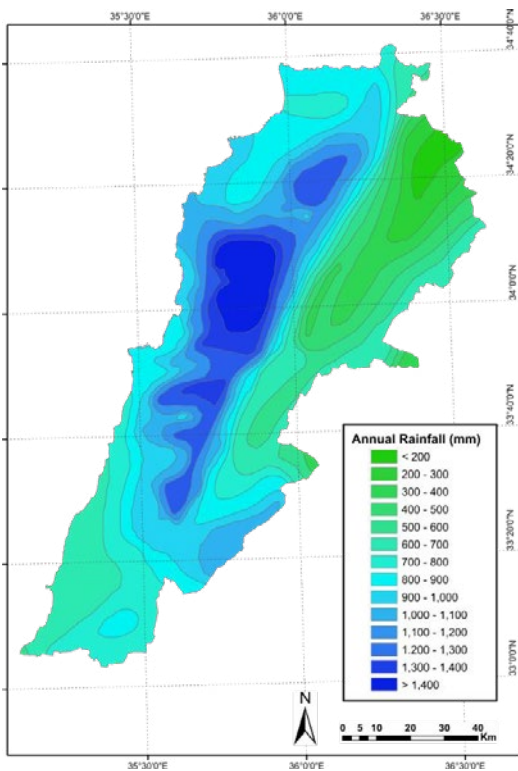 35°30'0"E 36°0'0"E 36°30'0"E
34°40'0"N
34°20'0"N
34°0'0"N
33°40'0"N
33°20'0"N
33°0'0"N
Annual Rainfall (mm)
< 200
200 - 300
300 - 400
400 - 500
500 - 600
600 - 700
700 - 800
800 - 900
900 - 1,000
1,000 - 1,100
1,100 - 1,200
1.200 - 1,300
1,300 - 1,400
> 1,400
N
0 5 10 20 30 40
Km
35°30'0"E 36°0'0"E 36°30'0"E